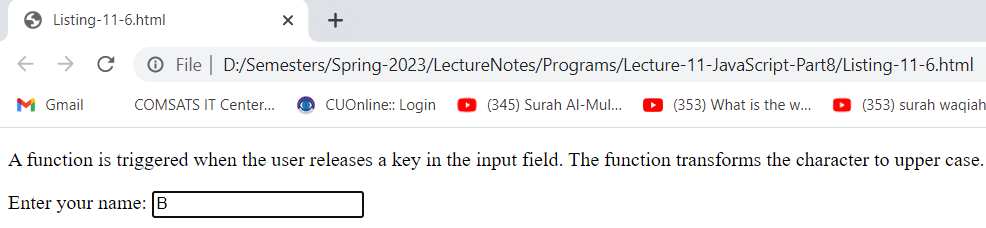 Listing-11-6.html
File | D:/Semesters/Spring-2023/LectureNotes/Programs/Lecture-11-JavaScript-Part8/Listing-11-6.html
Gmail COMSATS IT Center... CUOnline:: Login (345) Surah Al-Mul... (353) What is the w... (353) surah waqiah
A function is triggered when the user releases a key in the input field. The function transforms the character to upper case.
Enter your name: B